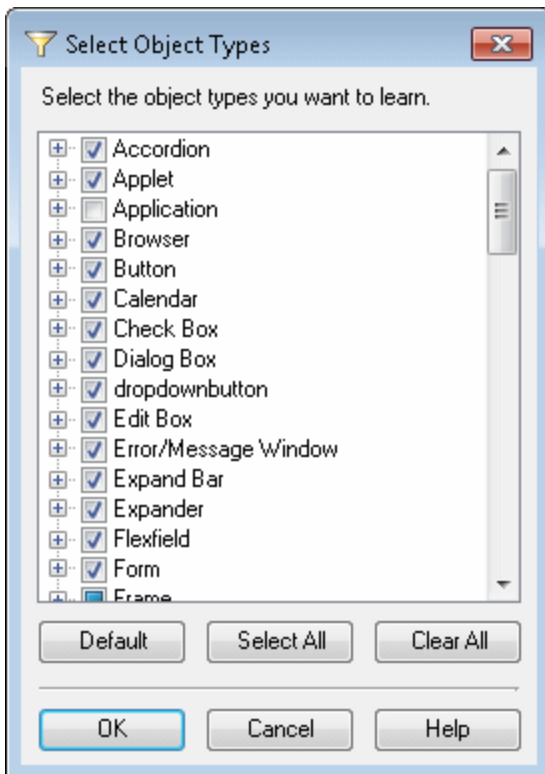 Select Object Types
Select the object types you want to learn.
Accordion
Applet
Application
Browser
Button
Calendar
Check Box
Dialog Box
dropdownbutton
Edit Box
Error/Message Window
Expand Bar
Expander
Flexfield
Form
Frame
Default Select All Clear All
OK Cancel Help